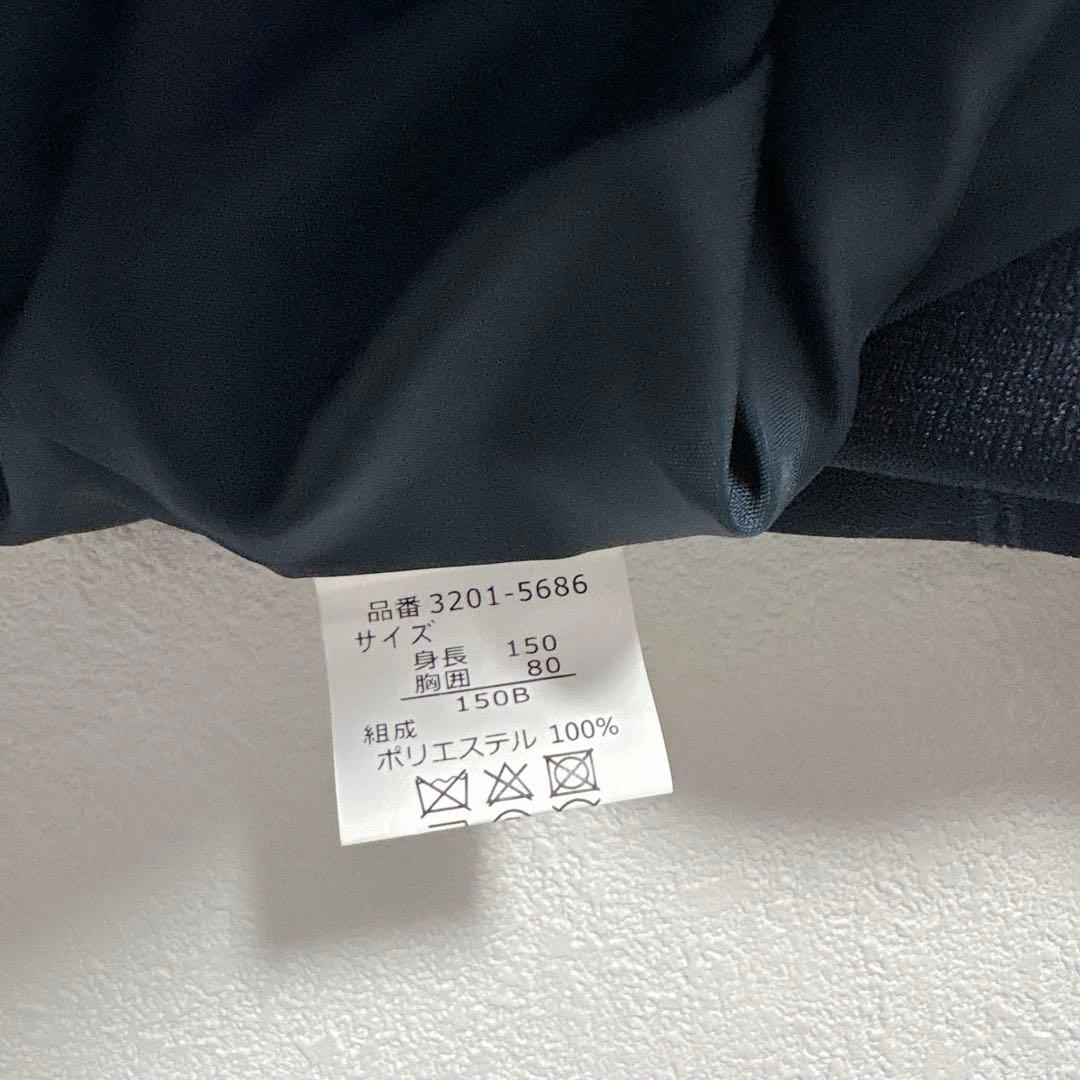 品番 3201-5686
サイズ
身長 150
胸囲 80
150B
組成
ポリエステル 100%